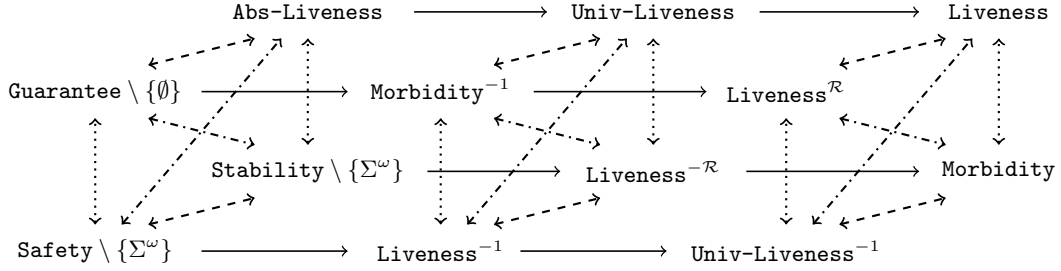 Abs-Liveness Univ-Liveness Liveness
Guarantee \ {∅} Morbidity⁻¹ Liveness^ℛ
Stability \ {Σ^ω} Liveness^−ℛ Morbidity
Safety \ {Σ^ω} Liveness⁻¹ Univ-Liveness⁻¹